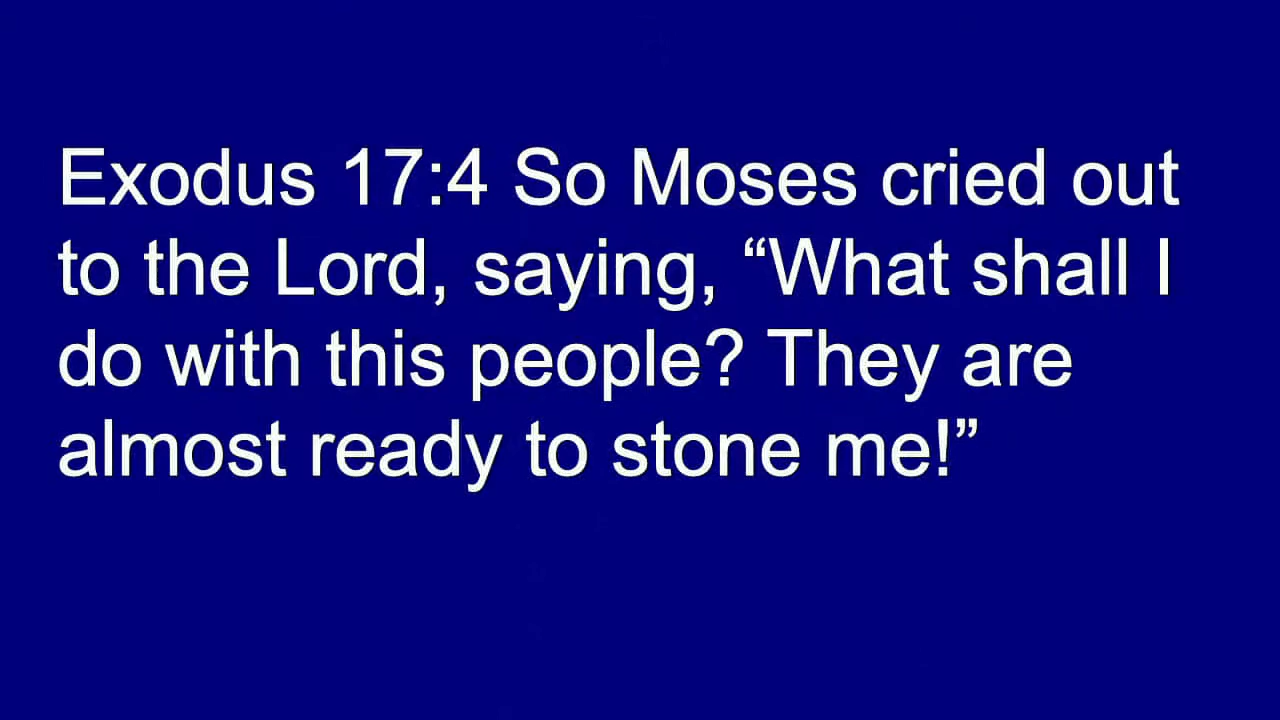 Exodus 17:4 So Moses cried out
to the Lord, saying, “What shall I
do with this people? They are
almost ready to stone me!”